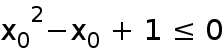 x₀² − x₀ + 1 ≤ 0